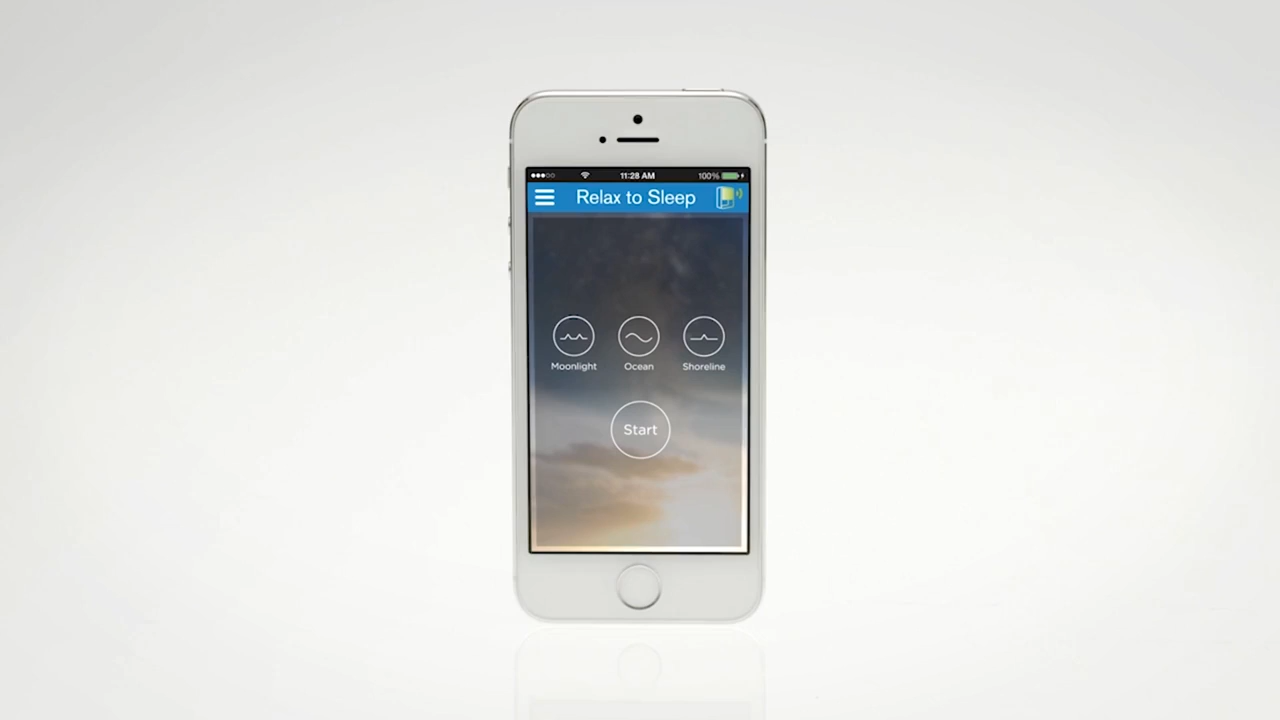 11:28 AM
100%
Relax to Sleep
Moonlight
Ocean
Shoreline
Start